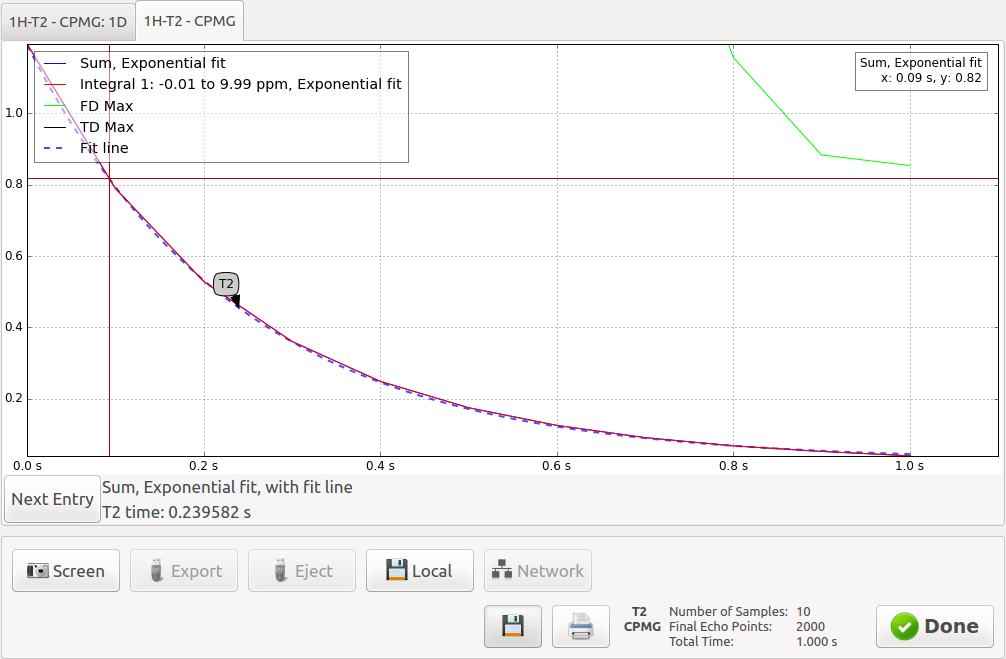 1H-T2 - CPMG: 1D
1H-T2 - CPMG
Sum, Exponential fit
Integral 1: -0.01 to 9.99 ppm, Exponential fit
FD Max
TD Max
Fit line
Sum, Exponential fit
x: 0.09 s, y: 0.82
1.0
0.8
0.6
0.4
0.2
T2
0.0 s
0.2 s
0.4 s
0.6 s
0.8 s
1.0 s
Next Entry
Sum, Exponential fit, with fit line
T2 time: 0.239582 s
Screen
Export
Eject
Local
Network
T2
CPMG
Number of Samples: 10
Final Echo Points: 2000
Total Time: 1.000 s
Done